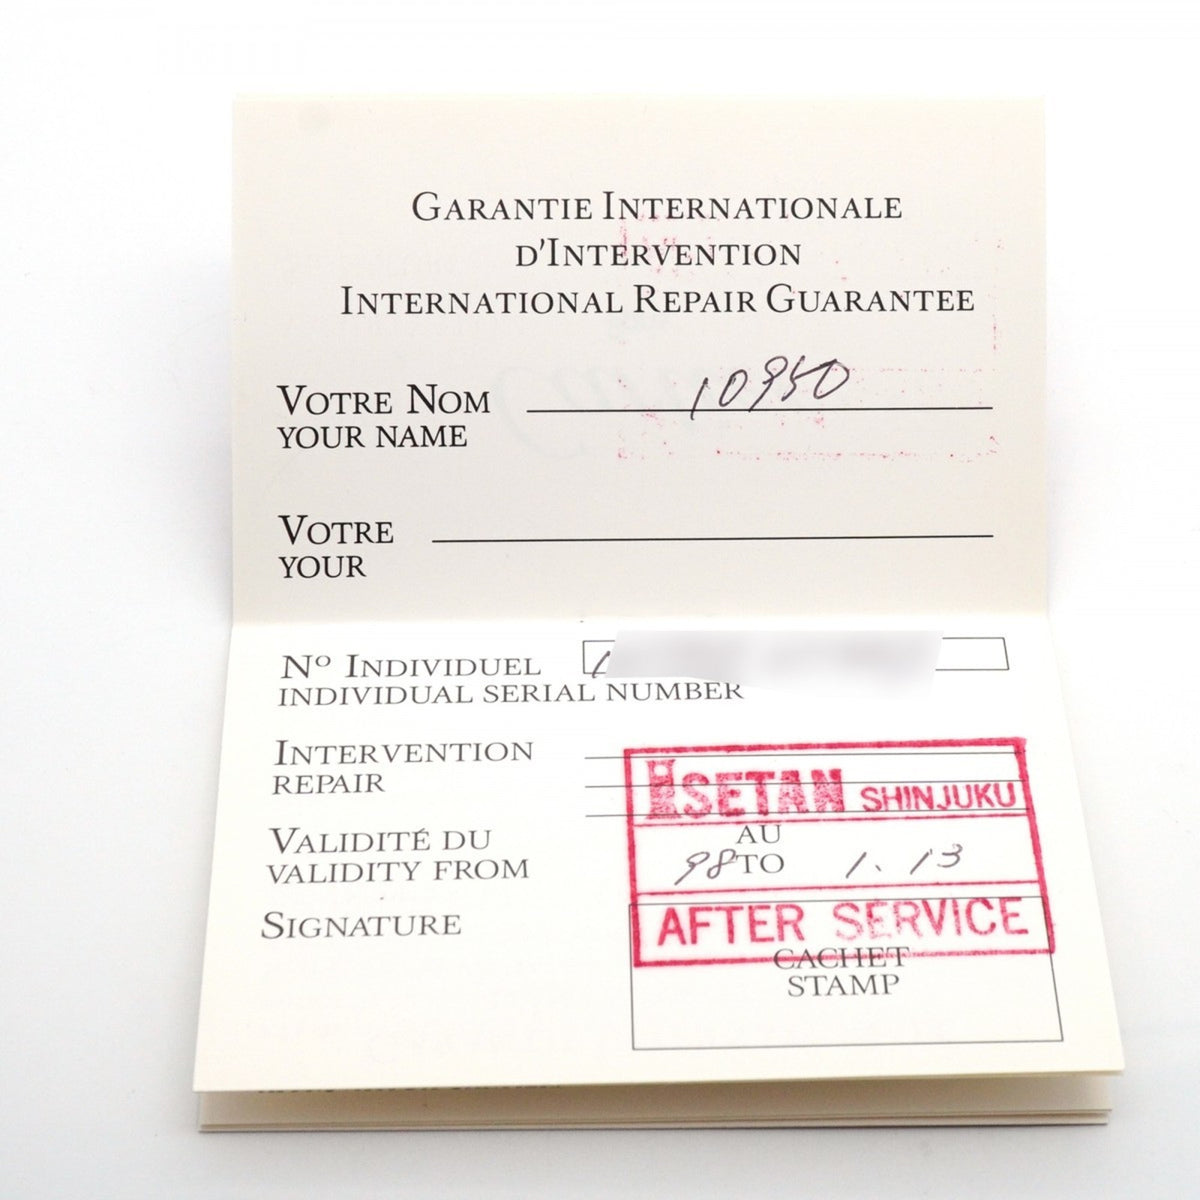 GARANTIE INTERNATIONALE
D'INTERVENTION
INTERNATIONAL REPAIR GUARANTEE
VOTRE NOM 10950
YOUR NAME
VOTRE
YOUR
Nº INDIVIDUEL
INDIVIDUAL SERIAL NUMBER
INTERVENTION
REPAIR
ISETAN SHINJUKU
VALIDITÉ DU AU
VALIDITY FROM 98 TO 1. 13
SIGNATURE
AFTER SERVICE
CACHET
STAMP